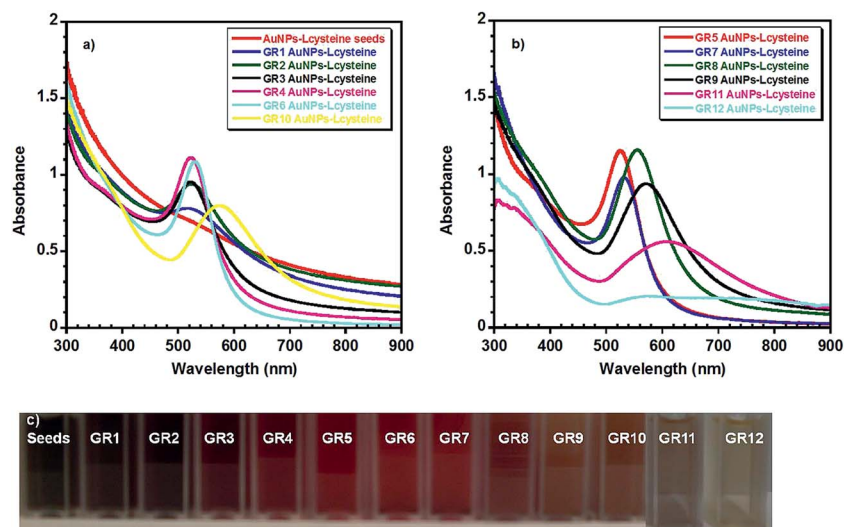 a)
AuNPs-Lcysteine seeds
GR1 AuNPs-Lcysteine
GR2 AuNPs-Lcysteine
GR3 AuNPs-Lcysteine
GR4 AuNPs-Lcysteine
GR6 AuNPs-Lcysteine
GR10 AuNPs-Lcysteine
2
1.5
1
0.5
0
Absorbance
300 400 500 600 700 800 900
Wavelength (nm)
b)
GR5 AuNPs-Lcysteine
GR7 AuNPs-Lcysteine
GR8 AuNPs-Lcysteine
GR9 AuNPs-Lcysteine
GR11 AuNPs-Lcysteine
GR12 AuNPs-Lcysteine
2
1.5
1
0.5
0
Absorbance
300 400 500 600 700 800 900
Wavelength (nm)
c)
Seeds GR1 GR2 GR3 GR4 GR5 GR6 GR7 GR8 GR9 GR10 GR11 GR12